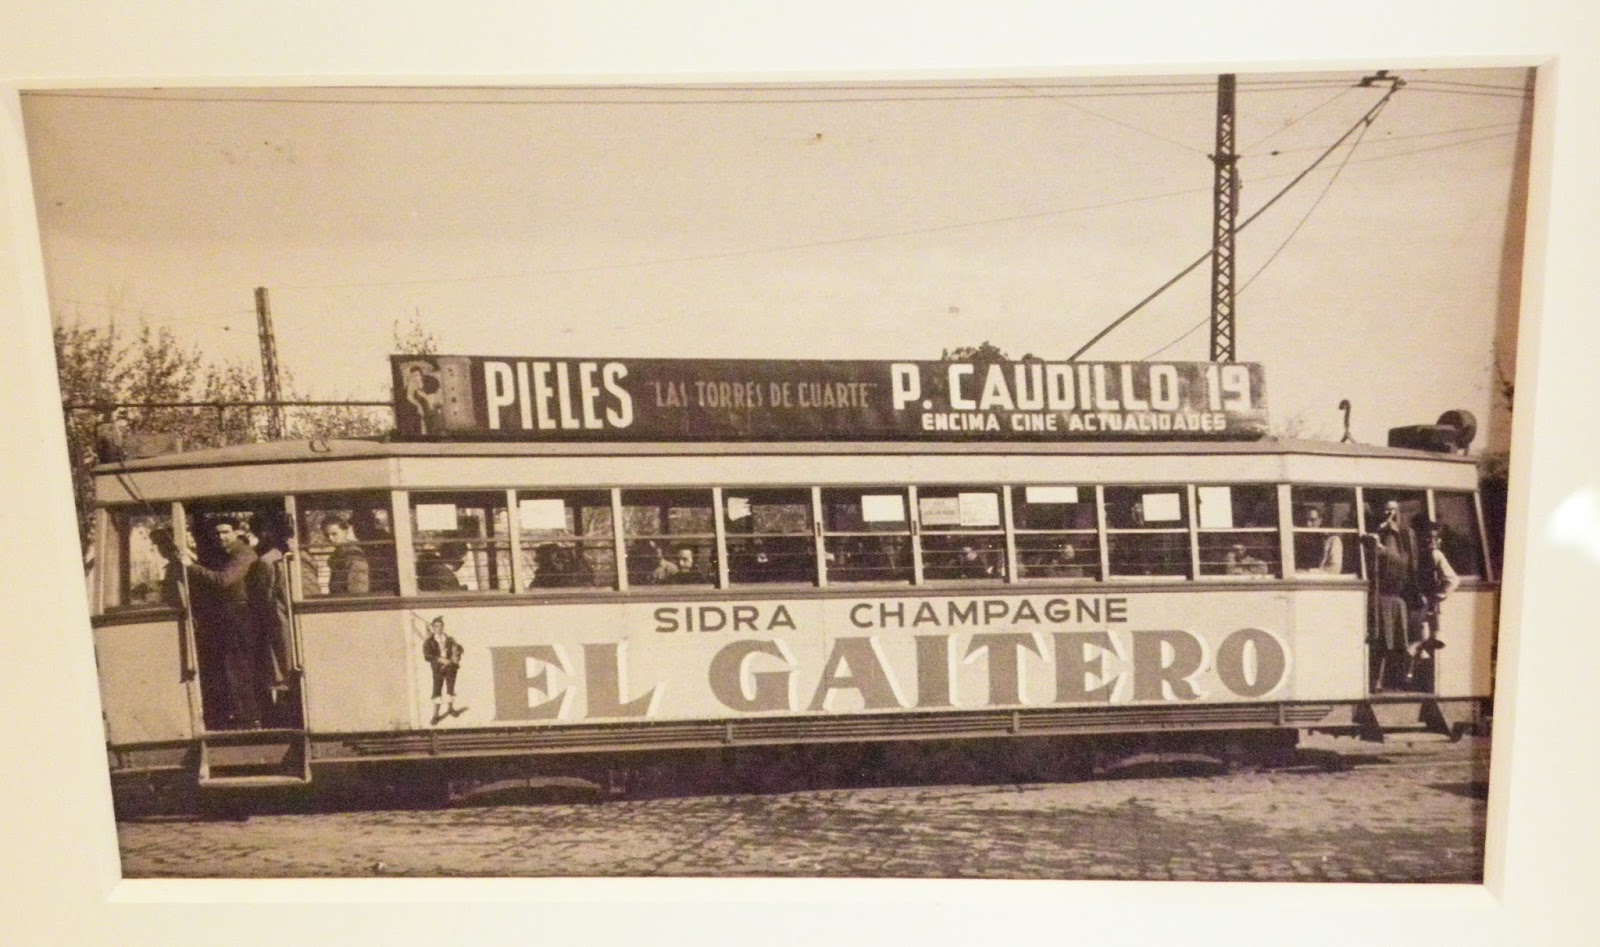 PIELES "LAS TORRES DE CUARTE" P. CAUDILLO, 19
ENCIMA CINE ACTUALIDADES
SIDRA CHAMPAGNE
EL GAITERO